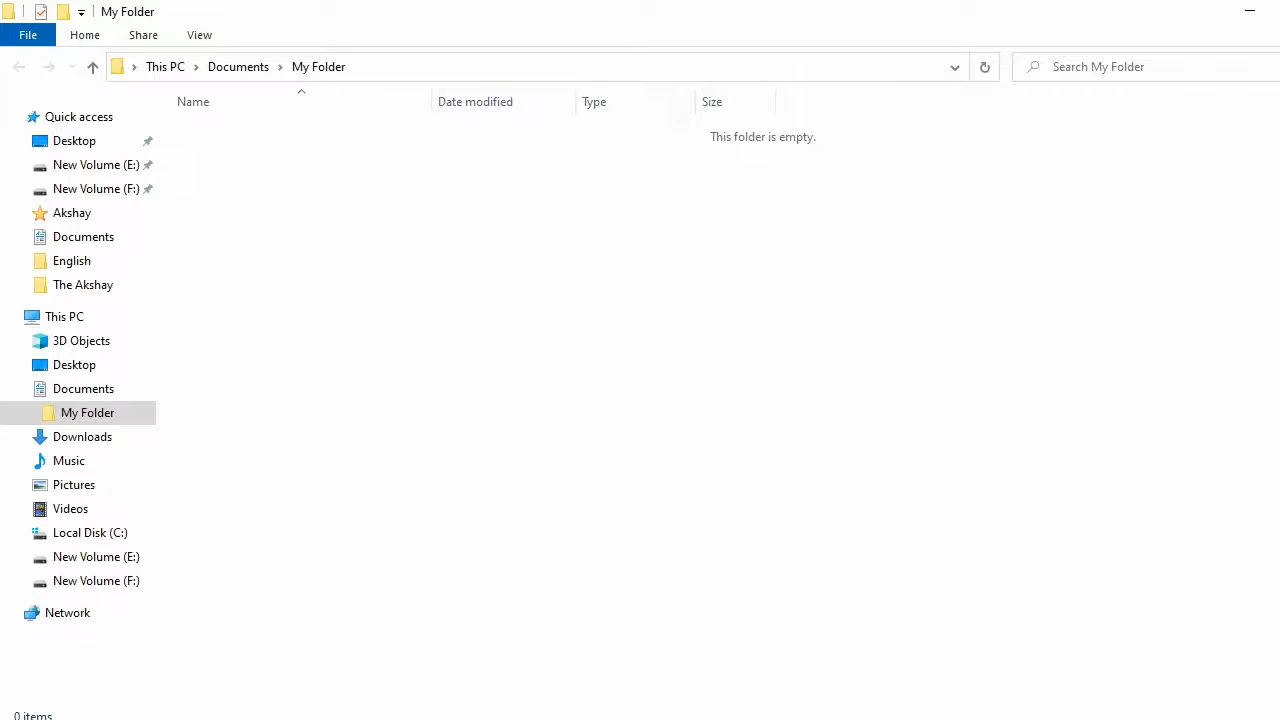 My Folder
File Home Share View
This PC Documents My Folder
Search My Folder
Name Date modified Type Size
This folder is empty.
Quick access
Desktop
New Volume (E:)
New Volume (F:)
Akshay
Documents
English
The Akshay
This PC
3D Objects
Desktop
Documents
My Folder
Downloads
Music
Pictures
Videos
Local Disk (C:)
New Volume (E:)
New Volume (F:)
Network
0 items